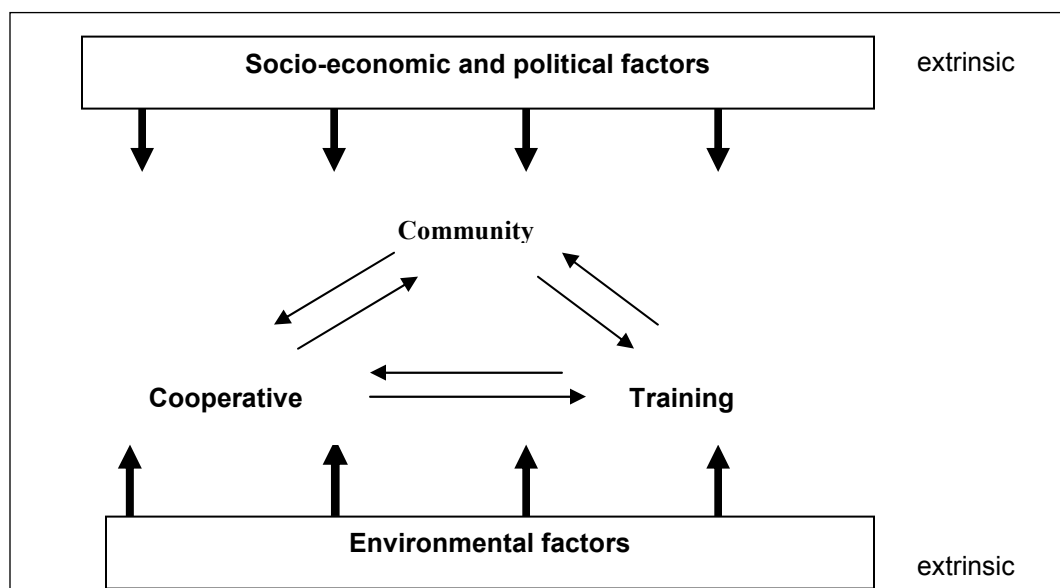 Socio-economic and political factors
extrinsic
Community
Cooperative
Training
Environmental factors
extrinsic